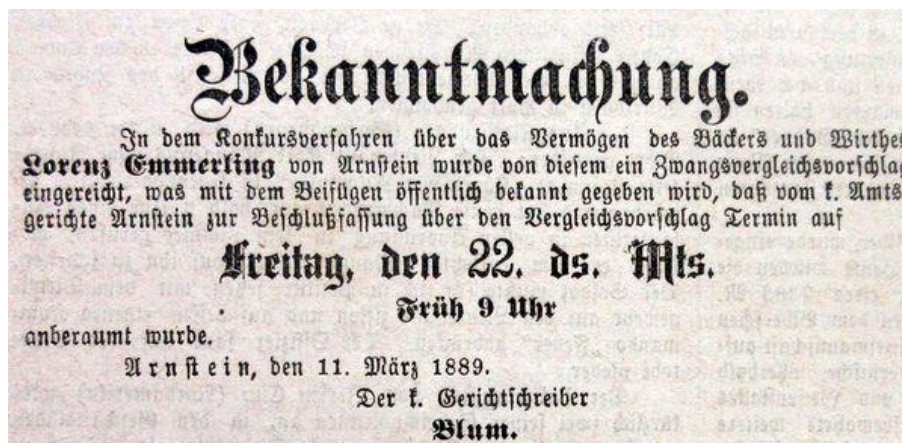 Bekanntmachung.
In dem Konkursverfahren über das Vermögen des Bäckers und Wirthes
Lorenz Emmerling von Arnstein wurde von diesem ein Zwangsvergleichsvorschlag
eingereicht, was mit dem Beifügen öffentlich bekannt gegeben wird, daß vom k. Amts-
gerichte Arnstein zur Beschlußfassung über den Vergleichsvorschlag Termin auf
Freitag, den 22. ds. Mts.
Früh 9 Uhr
anberaumt wurde.
Arnstein, den 11. März 1889.
Der k. Gerichtschreiber
Blum.